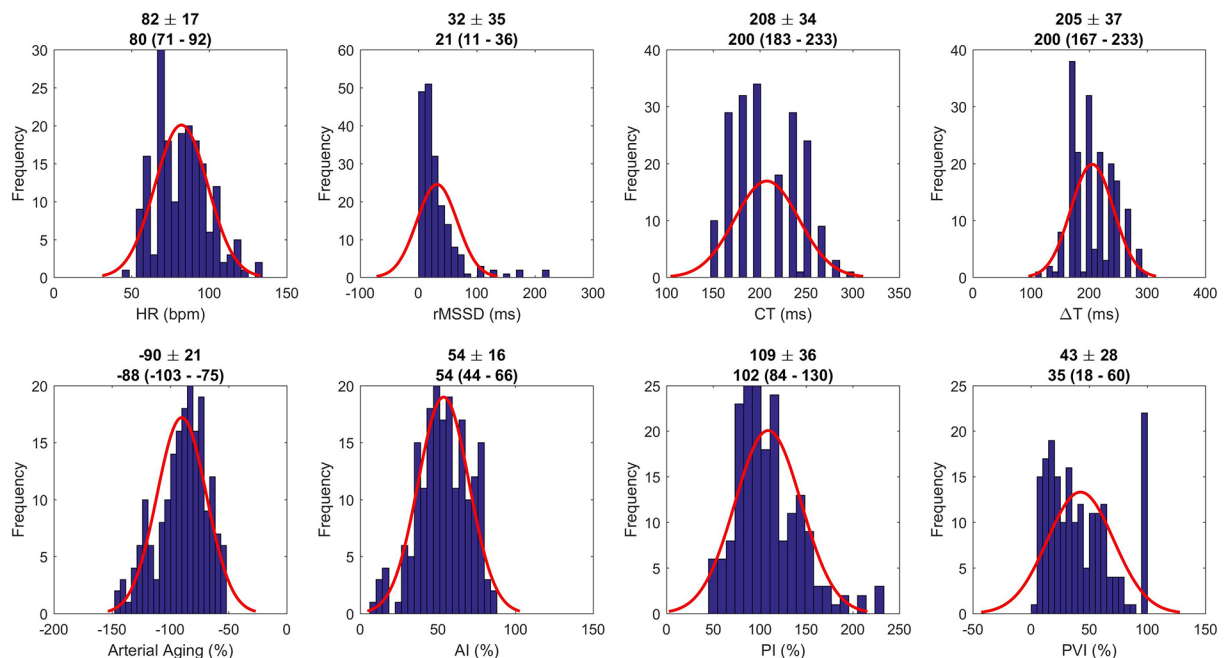 82 ± 17
80 (71 - 92)
30
25
20
15
10
5
0
Frequency
0 50 100 150
HR (bpm)
32 ± 35
21 (11 - 36)
60
50
40
30
20
10
0
Frequency
-100 0 100 200 300
rMSSD (ms)
208 ± 34
200 (183 - 233)
40
30
20
10
0
Frequency
100 150 200 250 300 350
CT (ms)
205 ± 37
200 (167 - 233)
40
30
20
10
0
Frequency
0 100 200 300 400
ΔT (ms)
-90 ± 21
-88 (-103 - -75)
20
15
10
5
0
Frequency
-200 -150 -100 -50 0
Arterial Aging (%)
54 ± 16
54 (44 - 66)
20
15
10
5
0
Frequency
0 50 100 150
AI (%)
109 ± 36
102 (84 - 130)
25
20
15
10
5
0
Frequency
0 50 100 150 200 250
PI (%)
43 ± 28
35 (18 - 60)
25
20
15
10
5
0
Frequency
-50 0 50 100 150
PVI (%)